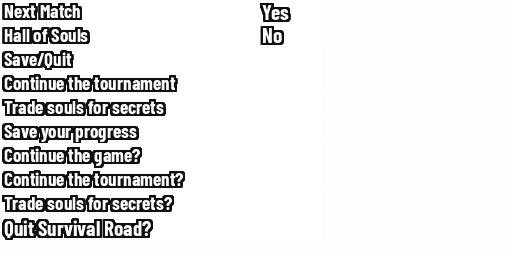 Next Match
Hall of Souls
Save/Quit
Continue the tournament
Trade souls for secrets
Save your progress
Continue the game?
Continue the tournament?
Trade souls for secrets?
Quit Survival Road?
Yes
No